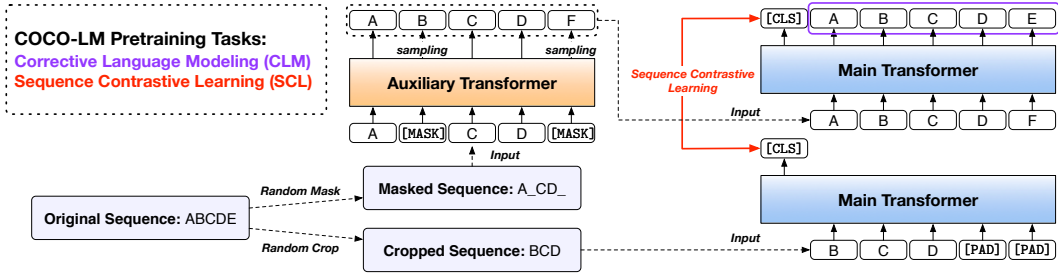 COCO-LM Pretraining Tasks:
Corrective Language Modeling (CLM)
Sequence Contrastive Learning (SCL)
Original Sequence: ABCDE
Random Mask
Random Crop
Masked Sequence: A_CD_
Cropped Sequence: BCD
A B C D F
sampling sampling
Auxiliary Transformer
A [MASK] C D [MASK]
Input
[CLS] A B C D E
Main Transformer
Sequence Contrastive
Learning
Input
A B C D F
[CLS]
Main Transformer
Input
B C D [PAD] [PAD]